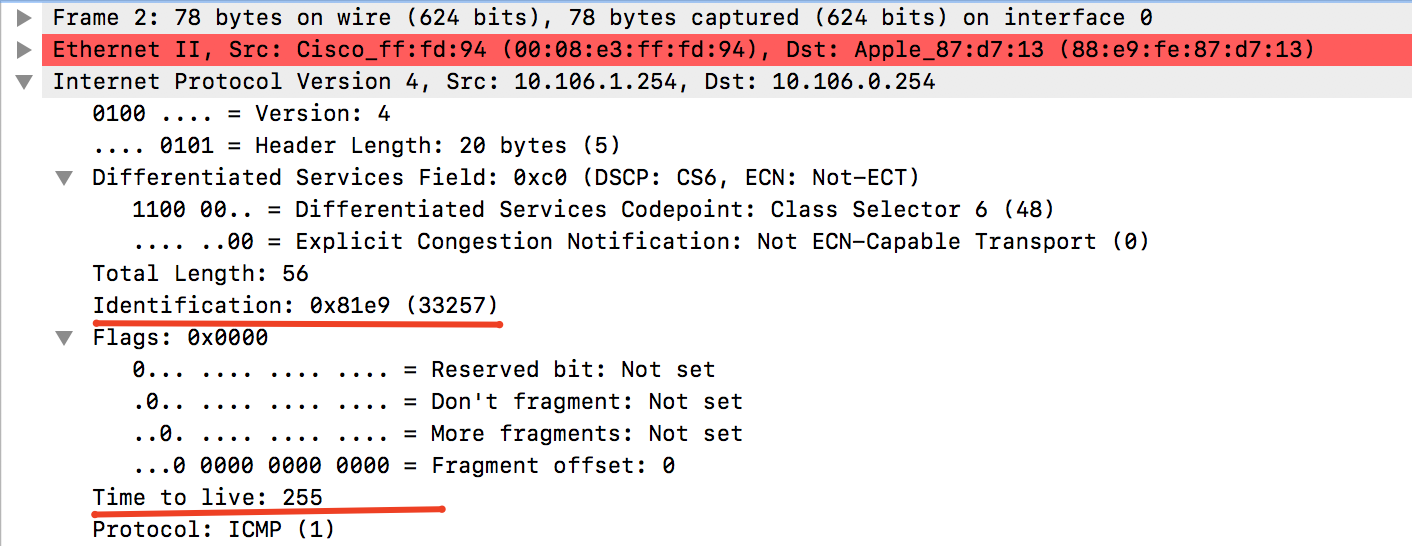 Frame 2: 78 bytes on wire (624 bits), 78 bytes captured (624 bits) on interface 0
Ethernet II, Src: Cisco_ff:fd:94 (00:08:e3:ff:fd:94), Dst: Apple_87:d7:13 (88:e9:fe:87:d7:13)
Internet Protocol Version 4, Src: 10.106.1.254, Dst: 10.106.0.254
0100 .... = Version: 4
.... 0101 = Header Length: 20 bytes (5)
Differentiated Services Field: 0xc0 (DSCP: CS6, ECN: Not-ECT)
1100 00.. = Differentiated Services Codepoint: Class Selector 6 (48)
.... ..00 = Explicit Congestion Notification: Not ECN-Capable Transport (0)
Total Length: 56
Identification: 0x81e9 (33257)
Flags: 0x0000
0... .... .... .... = Reserved bit: Not set
.0.. .... .... .... = Don't fragment: Not set
..0. .... .... .... = More fragments: Not set
...0 0000 0000 0000 = Fragment offset: 0
Time to live: 255
Protocol: ICMP (1)